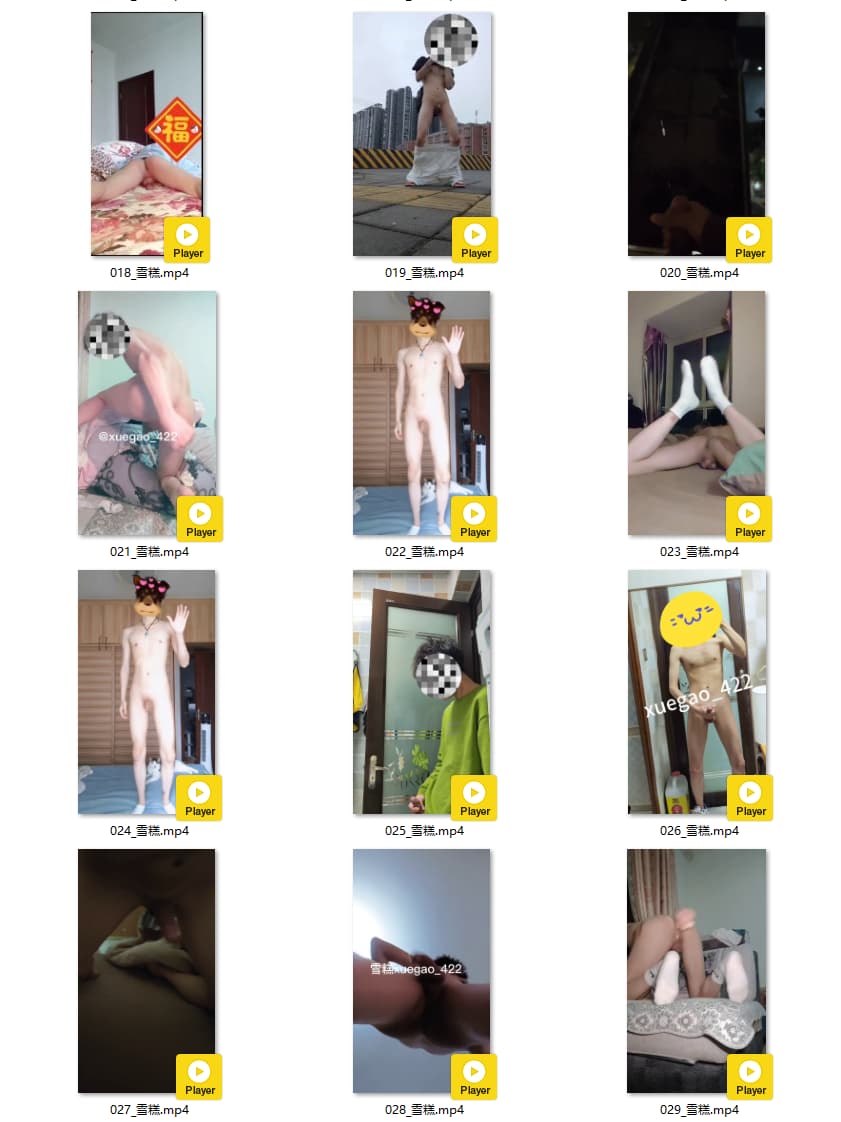 福
Player
Player
Player
018_雪糕.mp4
019_雪糕.mp4
020_雪糕.mp4
@xuegao_422
Player
Player
Player
021_雪糕.mp4
022_雪糕.mp4
023_雪糕.mp4
xuegao_422
Player
Player
Player
024_雪糕.mp4
025_雪糕.mp4
026_雪糕.mp4
雪糕xuegao_422
Player
Player
Player
027_雪糕.mp4
028_雪糕.mp4
029_雪糕.mp4